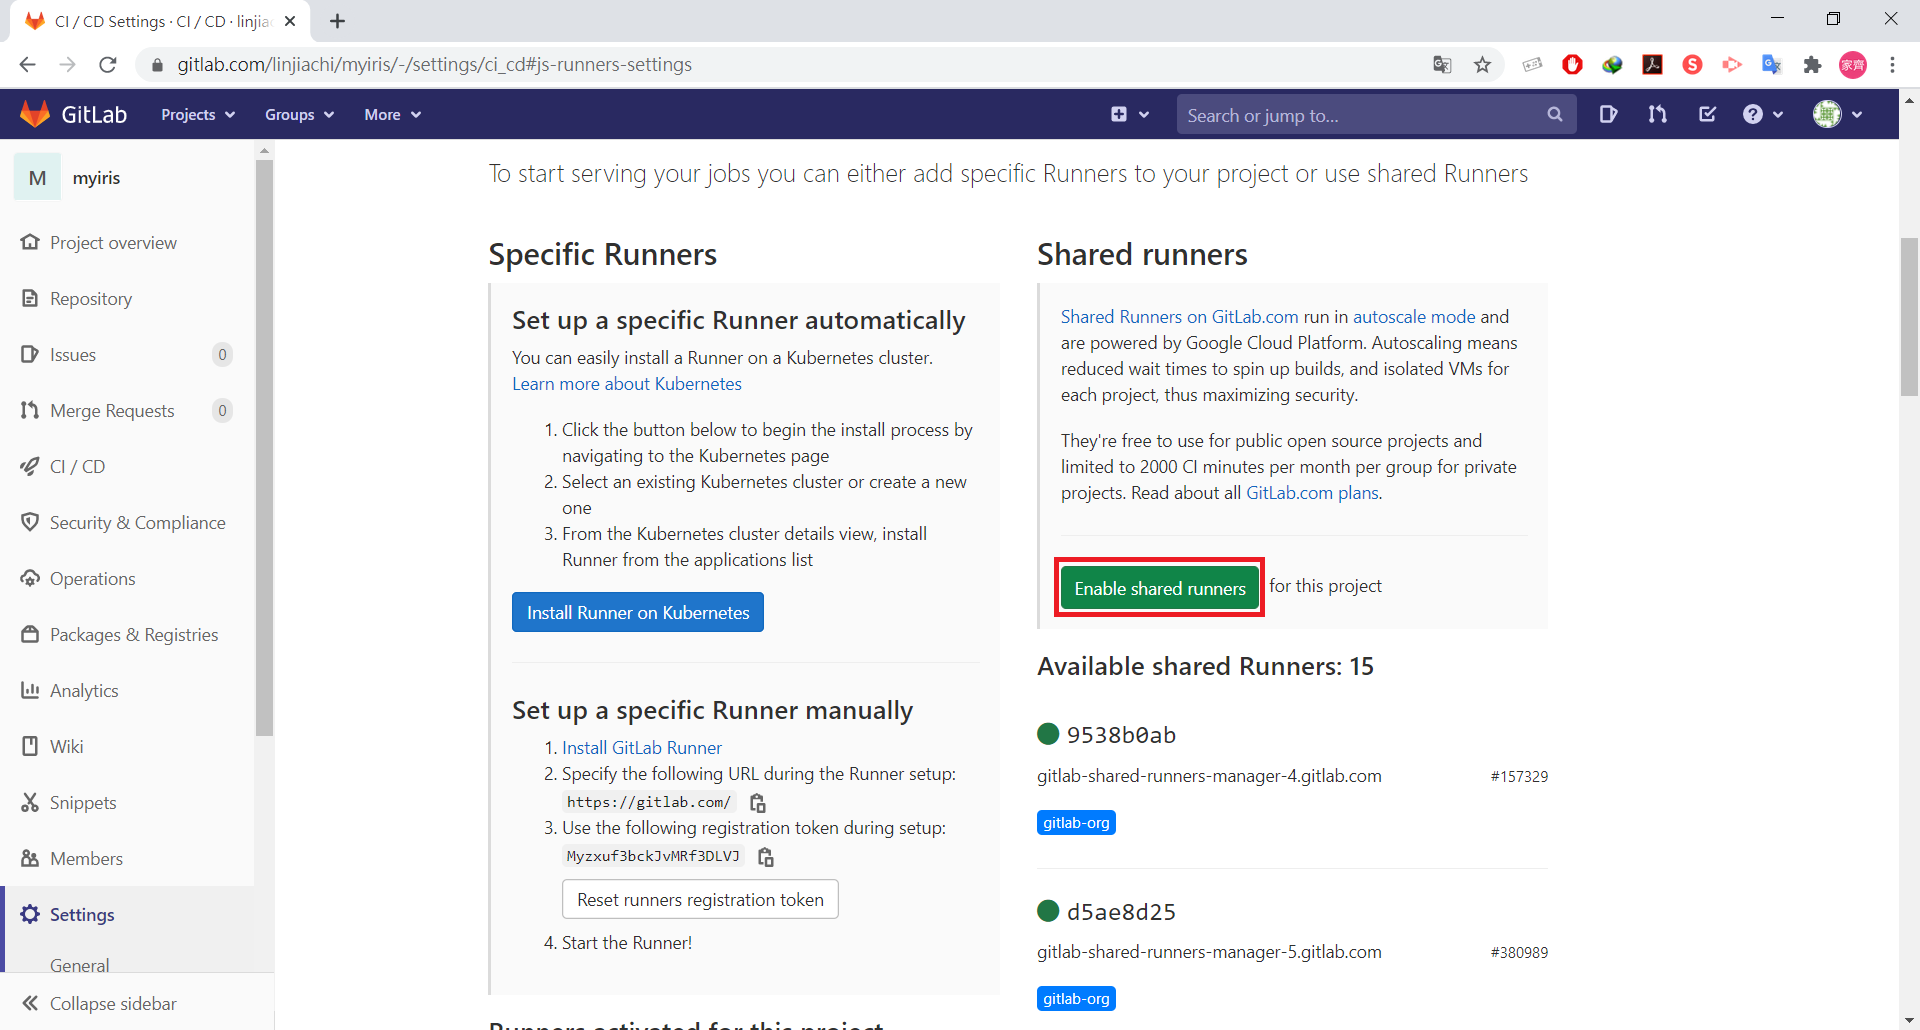 CI / CD Settings · CI / CD · linjia
gitlab.com/linjiachi/myiris/-/settings/ci_cd#js-runners-settings
家齊
GitLab
Projects
Groups
More
Search or jump to...
M
myiris
Project overview
Repository
Issues
0
Merge Requests
0
CI / CD
Security & Compliance
Operations
Packages & Registries
Analytics
Wiki
Snippets
Members
Settings
General
Collapse sidebar
To start serving your jobs you can either add specific Runners to your project or use shared Runners
Specific Runners
Set up a specific Runner automatically
You can easily install a Runner on a Kubernetes cluster.
Learn more about Kubernetes
1. Click the button below to begin the install process by
navigating to the Kubernetes page
2. Select an existing Kubernetes cluster or create a new
one
3. From the Kubernetes cluster details view, install
Runner from the applications list
Install Runner on Kubernetes
Set up a specific Runner manually
1. Install GitLab Runner
2. Specify the following URL during the Runner setup:
https://gitlab.com/
3. Use the following registration token during setup:
Myzxuf3bckJvMRf3DLVJ
Reset runners registration token
4. Start the Runner!
Runners activated for this project
Shared runners
Shared Runners on GitLab.com run in autoscale mode and
are powered by Google Cloud Platform. Autoscaling means
reduced wait times to spin up builds, and isolated VMs for
each project, thus maximizing security.
They're free to use for public open source projects and
limited to 2000 CI minutes per month per group for private
projects. Read about all GitLab.com plans.
Enable shared runners for this project
Available shared Runners: 15
9538b0ab
gitlab-shared-runners-manager-4.gitlab.com #157329
gitlab-org
d5ae8d25
gitlab-shared-runners-manager-5.gitlab.com #380989
gitlab-org